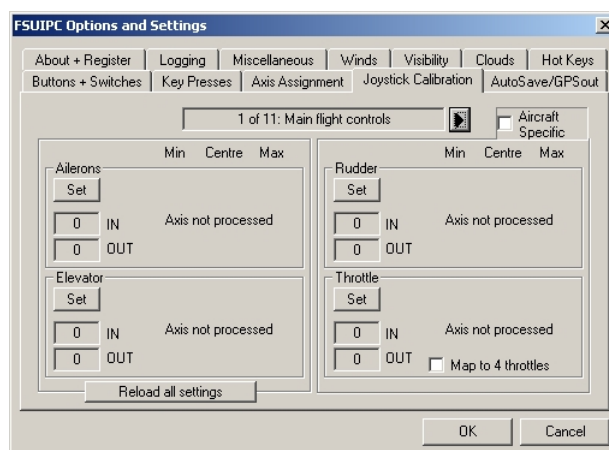 FSUIPC Options and Settings
About + Register Logging Miscellaneous Winds Visibility Clouds Hot Keys
Buttons + Switches Key Presses Axis Assignment Joystick Calibration AutoSave/GPSout
1 of 11: Main flight controls
Aircraft Specific
Min Centre Max
Ailerons
Set
0 IN Axis not processed
0 OUT
Min Centre Max
Rudder
Set
0 IN Axis not processed
0 OUT
Elevator
Set
0 IN Axis not processed
0 OUT
Throttle
Set
0 IN Axis not processed
0 OUT Map to 4 throttles
Reload all settings
OK Cancel